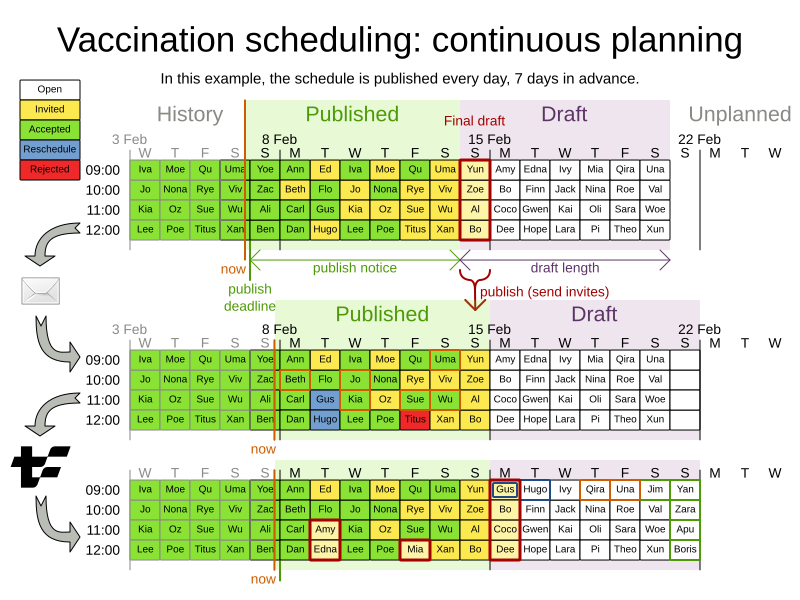 Vaccination scheduling: continuous planning
In this example, the schedule is published every day, 7 days in advance.
Open
Invited
Accepted
Reschedule
Rejected
History Published Draft Unplanned
Final draft
3 Feb 8 Feb 15 Feb 22 Feb
W T F S S M T W T F S S M T W T F S S M T W
09:00 Iva Moe Qu Uma Yoe Ann Ed Ivy Moe Qu Uma Yun Amy Edna Ivy Mia Qira Una
10:00 Jo Nona Rye Viv Zac Beth Flo Jo Nona Rye Viv Zoe Bo Finn Jack Nina Roe Val
11:00 Kia Oz Sue Wu Ali Carl Gus Kia Oz Sue Wu Al Coco Gwen Kai Oli Sara Woe
12:00 Lee Poe Titus Xan Ben Dan Hugo Lee Poe Titus Xan Bo Dee Hope Lara Pi Theo Xun
now publish notice draft length
publish deadline
publish (send invites)
Published Draft
3 Feb 8 Feb 15 Feb 22 Feb
W T F S S M T W T F S S M T W T F S S M T W
09:00 Iva Moe Qu Uma Yoe Ann Ed Iva Moe Qu Uma Yun Amy Edna Ivy Mia Qira Una
10:00 Jo Nona Rye Viv Zac Beth Flo Jo Nona Rye Viv Zoe Bo Finn Jack Nina Roe Val
11:00 Kia Oz Sue Wu Ali Carl Gus Kia Oz Sue Wu Al Coco Gwen Kai Oli Sara Woe
12:00 Lee Poe Titus Xan Ben Dan Hugo Lee Poe Titus Xan Bo Dee Hope Lara Pi Theo Xun
now
W T F S S M T W T F S S M T W T F S S M T W
09:00 Iva Moe Qu Uma Yoe Ann Ed Iva Moe Qu Uma Yun Gus Hugo Ivy Qira Una Jim Yan
10:00 Jo Nona Rye Viv Zac Beth Flo Jo Nona Rye Viv Zoe Bo Finn Jack Nina Roe Val Zara
11:00 Kia Oz Sue Wu Ali Carl Amy Kia Oz Sue Wu Al Coco Gwen Kai Oli Sara Woe Apu
12:00 Lee Poe Titus Xan Ben Dan Edna Lee Poe Mia Xan Bo Dee Hope Lara Pi Theo Xun Boris
now